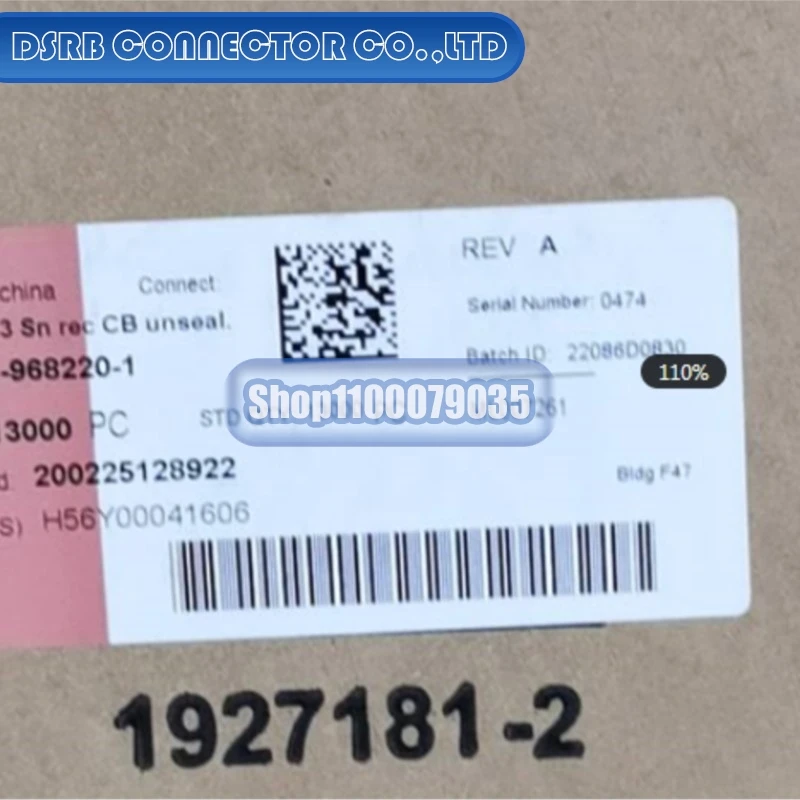 DSRB CONNECTOR CO.,LTD
REV A
china Connect
Serial Number: 0474
3 Sn rec CB unseal.
-968220-1
Batch ID: 22086D0830
110%
Shop1100079035
3000 PC STD
261
200225128922
Bldg F47
S) H56Y00041606
1927181-2